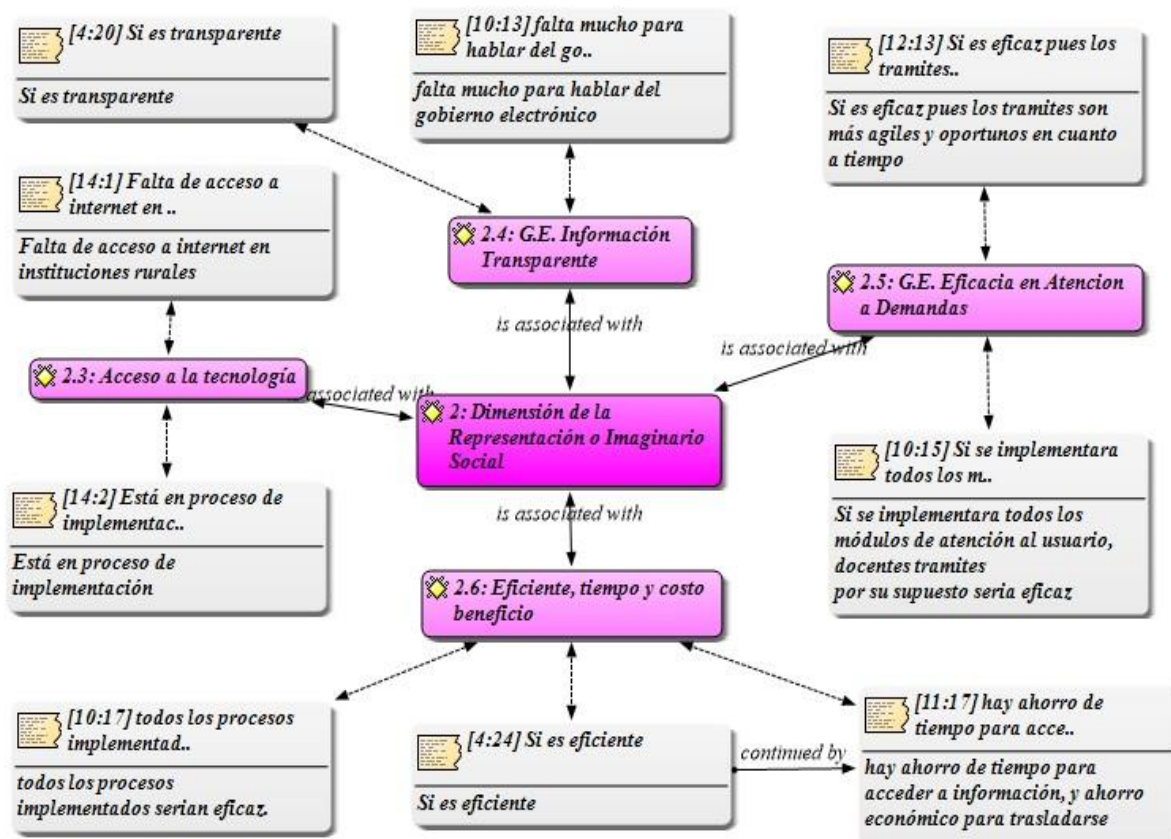 [4:20] Si es transparente
Si es transparente
[10:13] falta mucho para
hablar del go..
falta mucho para hablar del
gobierno electrónico
[12:13] Si es eficaz pues los
tramites..
Si es eficaz pues los tramites son
más agiles y oportunos en cuanto
a tiempo
[14:1] Falta de acceso a
internet en ..
Falta de acceso a internet en
instituciones rurales
2.4: G.E. Información
Transparente
2.5: G.E. Eficacia en Atencion
a Demandas
is associated with
is associated with
2.3: Acceso a la tecnología
associated with
2: Dimensión de la
Representación o Imaginario
Social
[14:2] Está en proceso de
implementac..
Está en proceso de
implementación
[10:15] Si se implementara
todos los m..
Si se implementara todos los
módulos de atención al usuario,
docentes tramites
por su supuesto seria eficaz
is associated with
2.6: Eficiente, tiempo y costo
beneficio
[10:17] todos los procesos
implementad..
todos los procesos
implementados serian eficaz.
[4:24] Si es eficiente
Si es eficiente
continued by
[11:17] hay ahorro de
tiempo para acce..
hay ahorro de tiempo para
acceder a información, y ahorro
económico para trasladarse